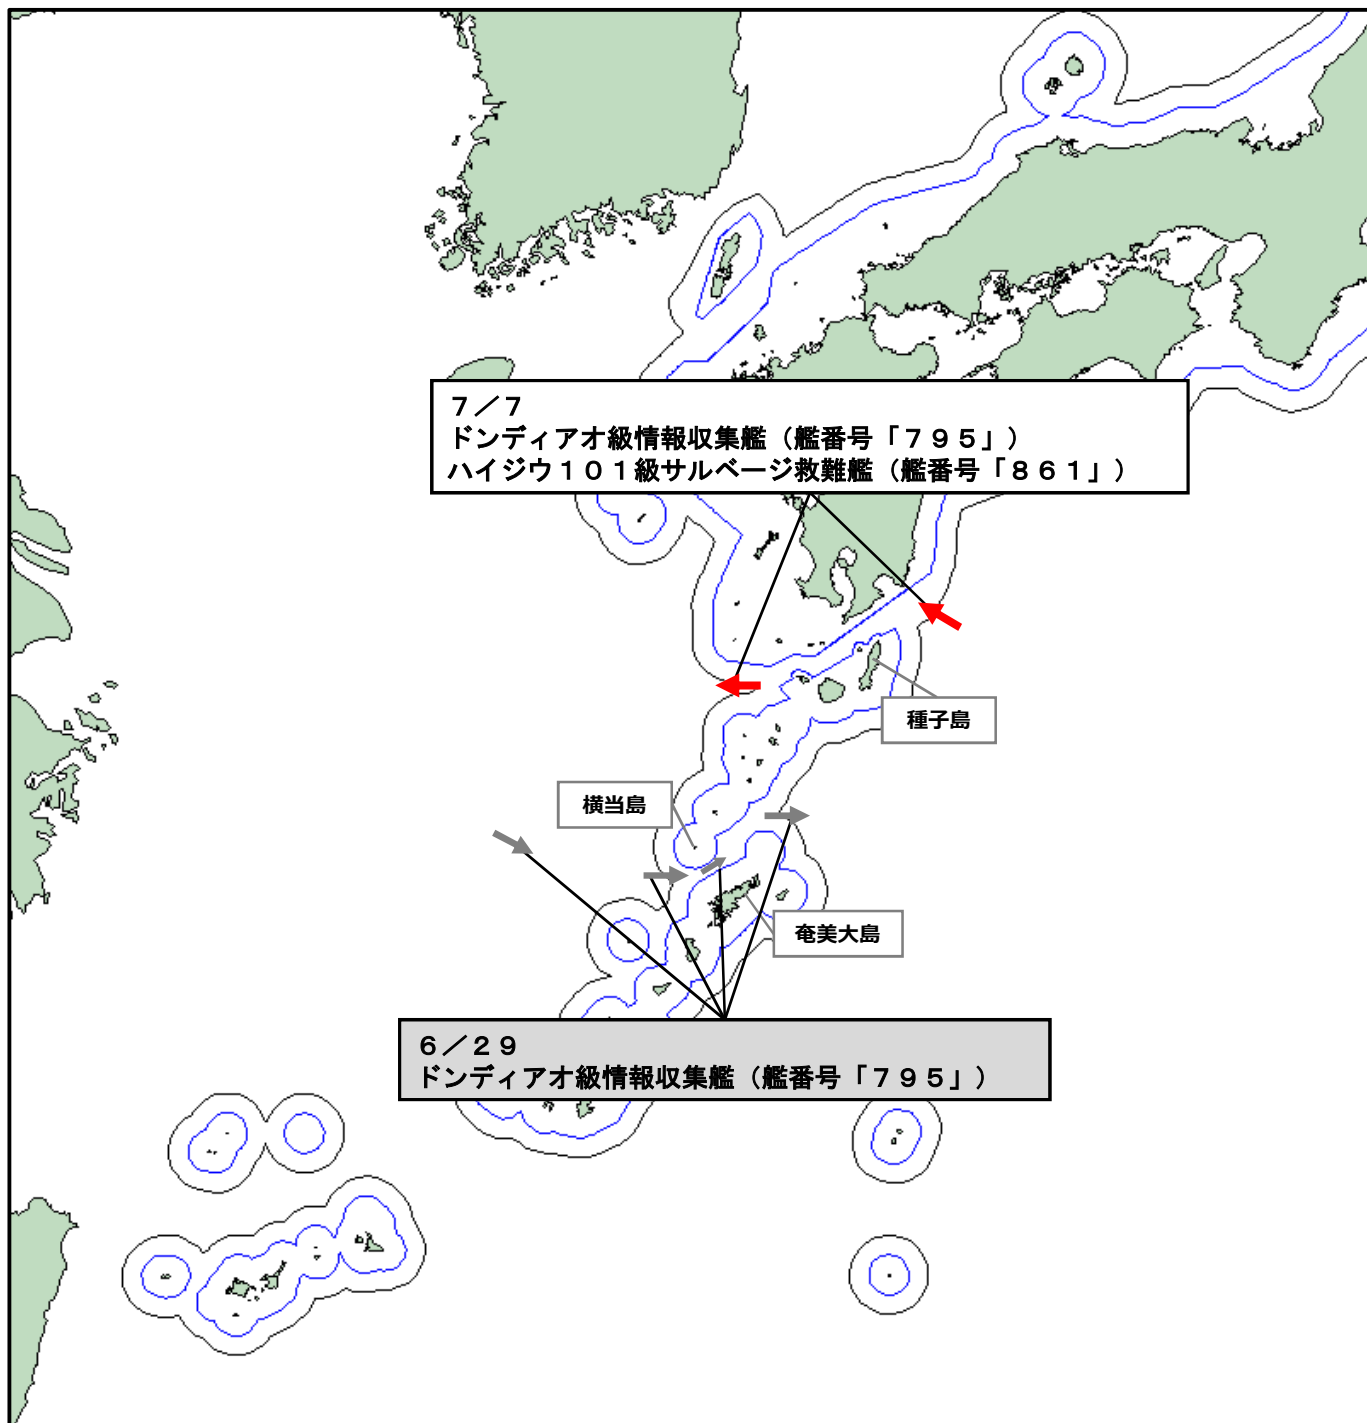 ７／７
ドンディアオ級情報収集艦（艦番号「７９５」）
ハイジウ１０１級サルベージ救難艦（艦番号「８６１」）
種子島
横当島
奄美大島
６／２９
ドンディアオ級情報収集艦（艦番号「７９５」）